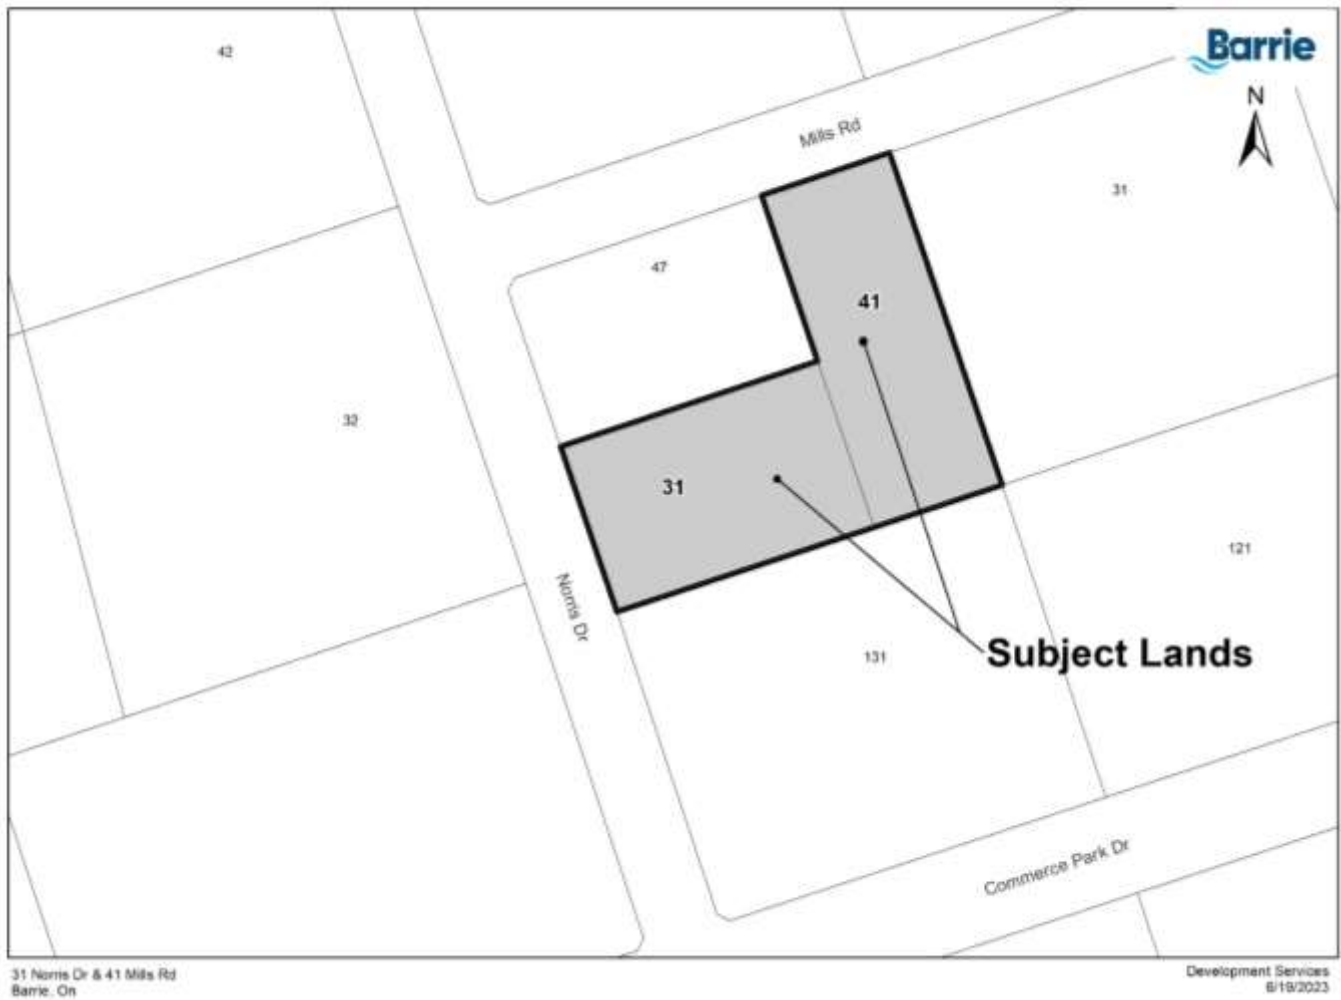 42
Barrie
N
Mills Rd
31
47
41
32
31
121
Norris Dr
131
Subject Lands
Commerce Park Dr
31 Norris Dr & 41 Mills Rd
Barrie, On
Development Services
6/19/2023